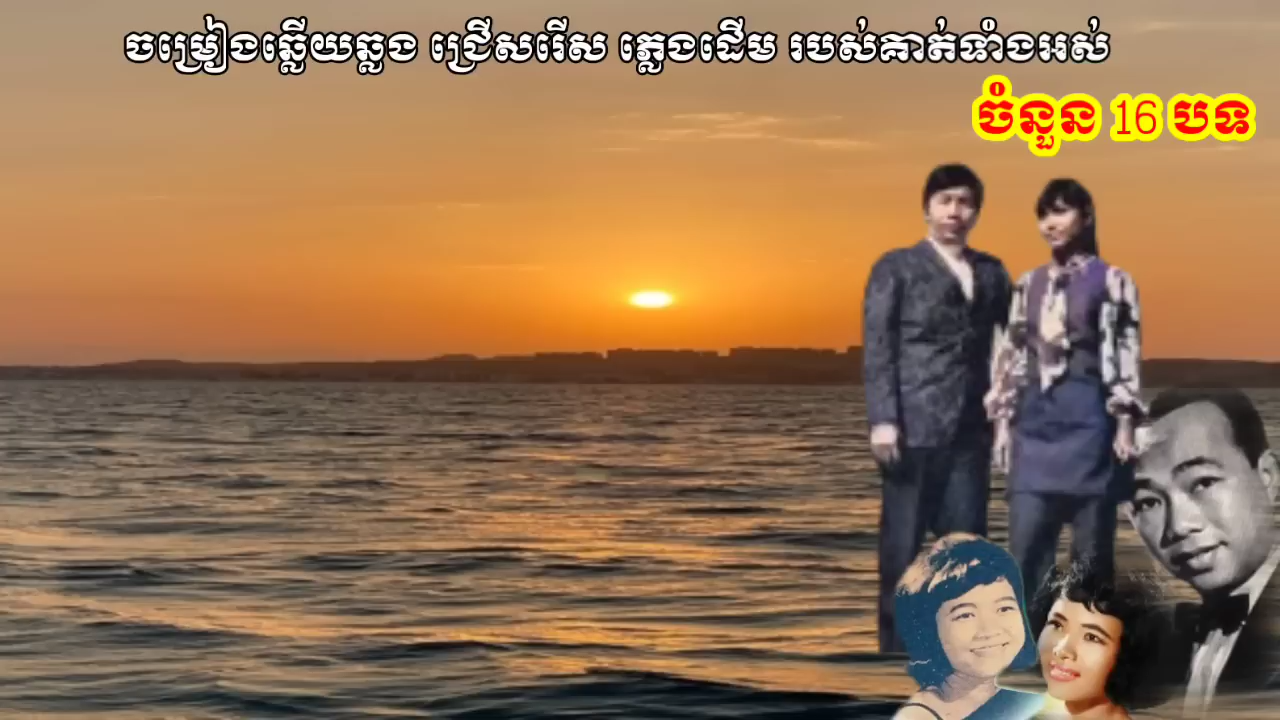 ចម្រៀងឆ្លើយឆ្លង ជ្រើសរើស ភ្លេងដើម របស់គាត់ទាំងអស់
ចំនួន 16 បទ